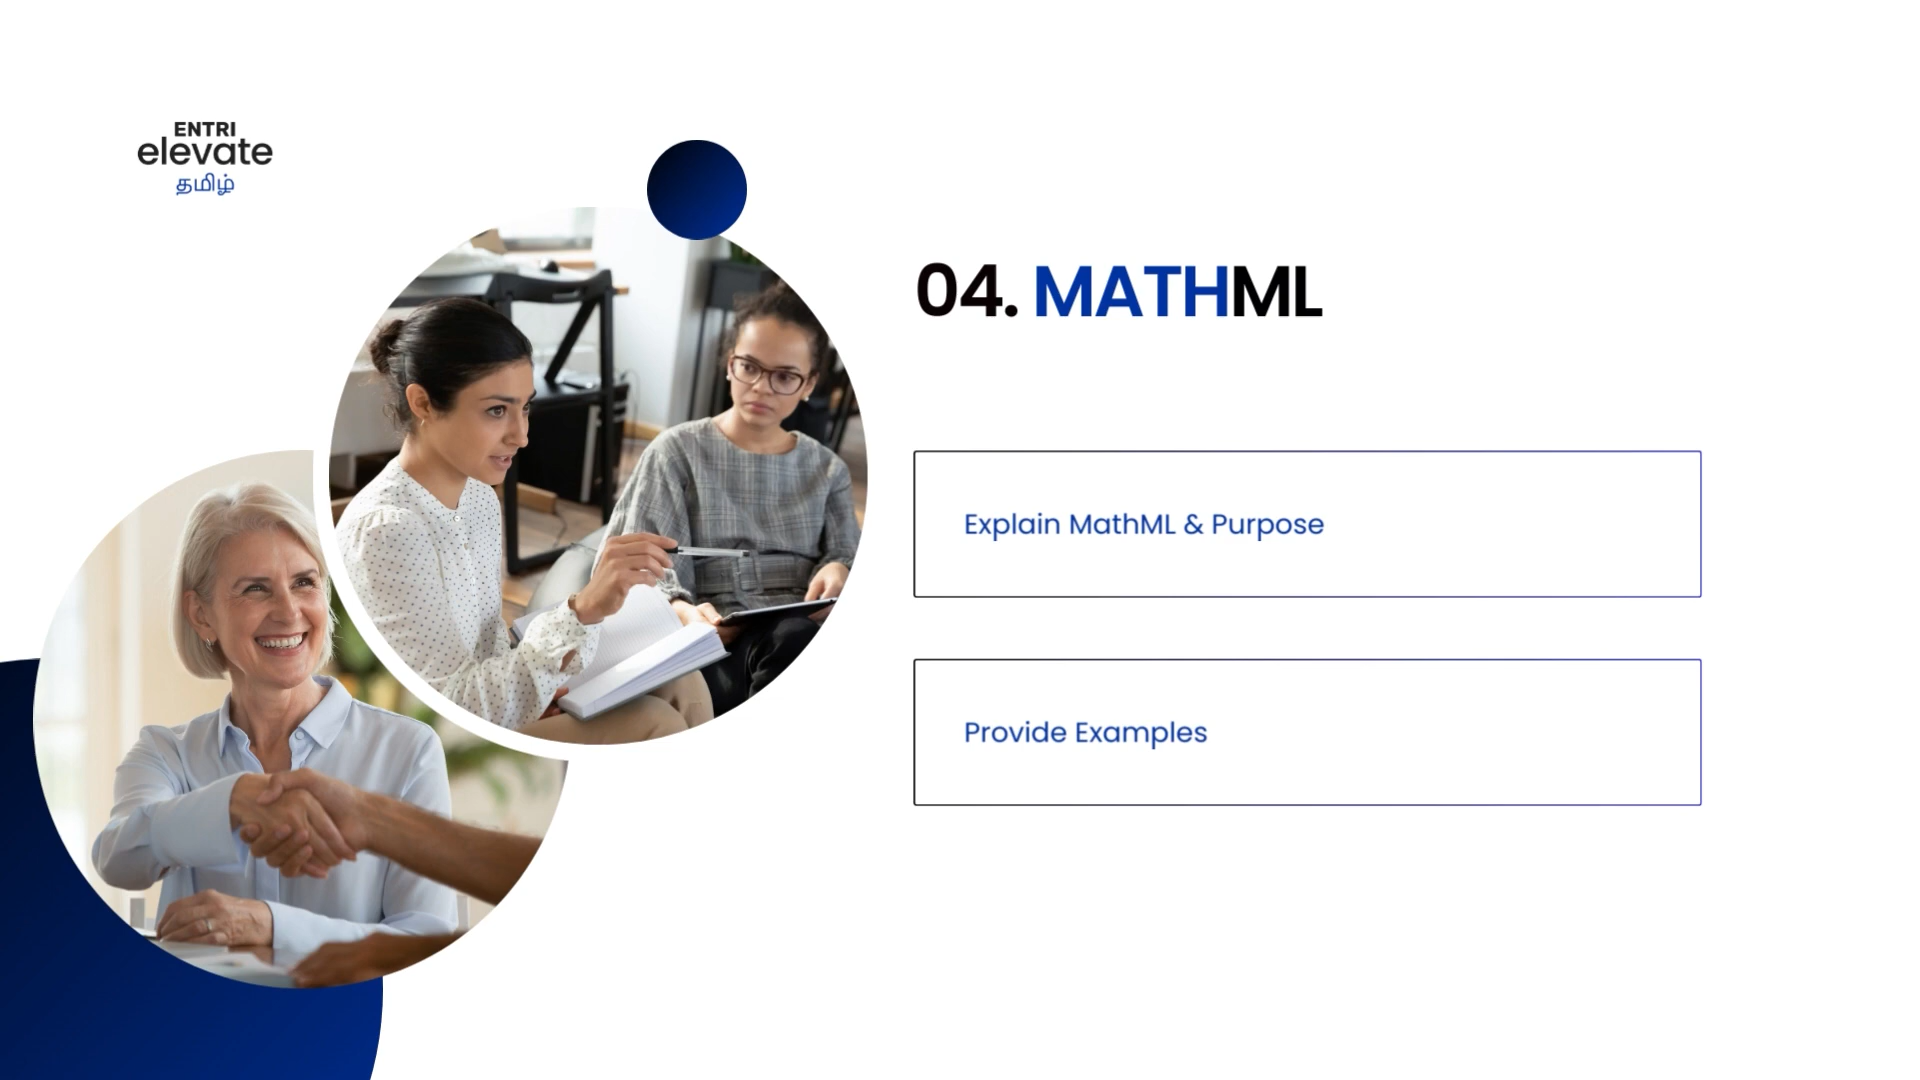 ENTRI
elevate
தமிழ்
04. MATHML
Explain MathML & Purpose
Provide Examples